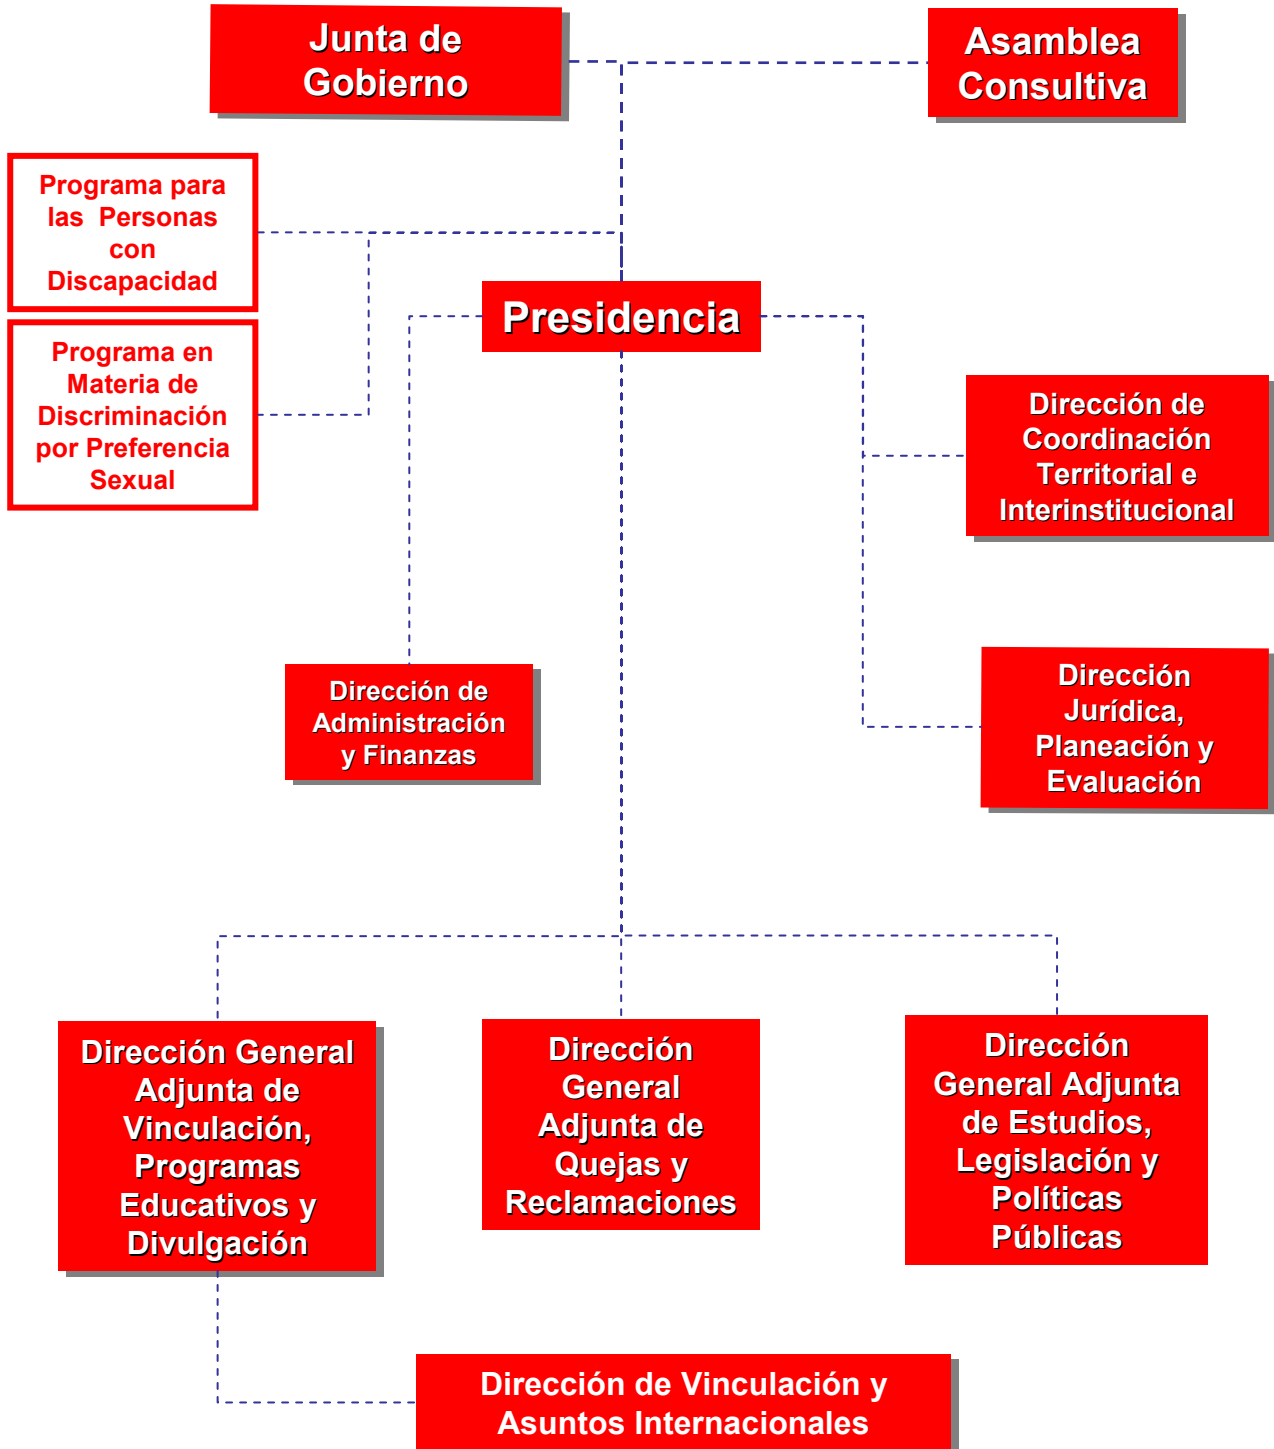 Junta de
Gobierno
Asamblea
Consultiva
Programa para
las Personas
con
Discapacidad
Presidencia
Programa en
Materia de
Discriminación
por Preferencia
Sexual
Dirección de
Coordinación
Territorial e
Interinstitucional
Dirección de
Administración
y Finanzas
Dirección
Jurídica,
Planeación y
Evaluación
Dirección General
Adjunta de
Vinculación,
Programas
Educativos y
Divulgación
Dirección
General
Adjunta de
Quejas y
Reclamaciones
Dirección
General Adjunta
de Estudios,
Legislación y
Políticas
Públicas
Dirección de Vinculación y
Asuntos Internacionales